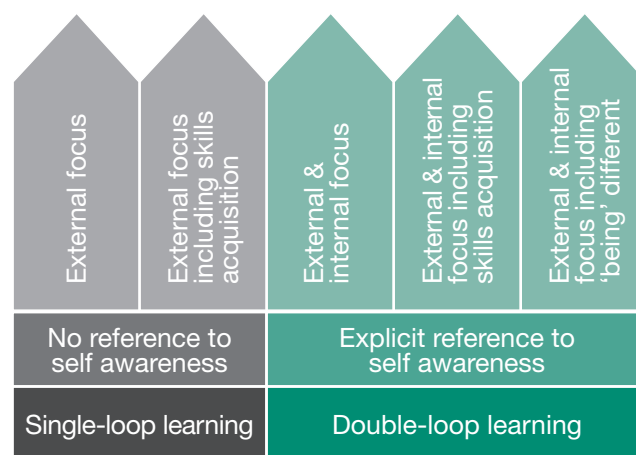 External focus
External focus
including skills
acquisition
External &
internal focus
External & internal
focus including
skills acquisition
External & internal
focus including
‘being’ different
No reference to
self awareness
Explicit reference to
self awareness
Single-loop learning
Double-loop learning